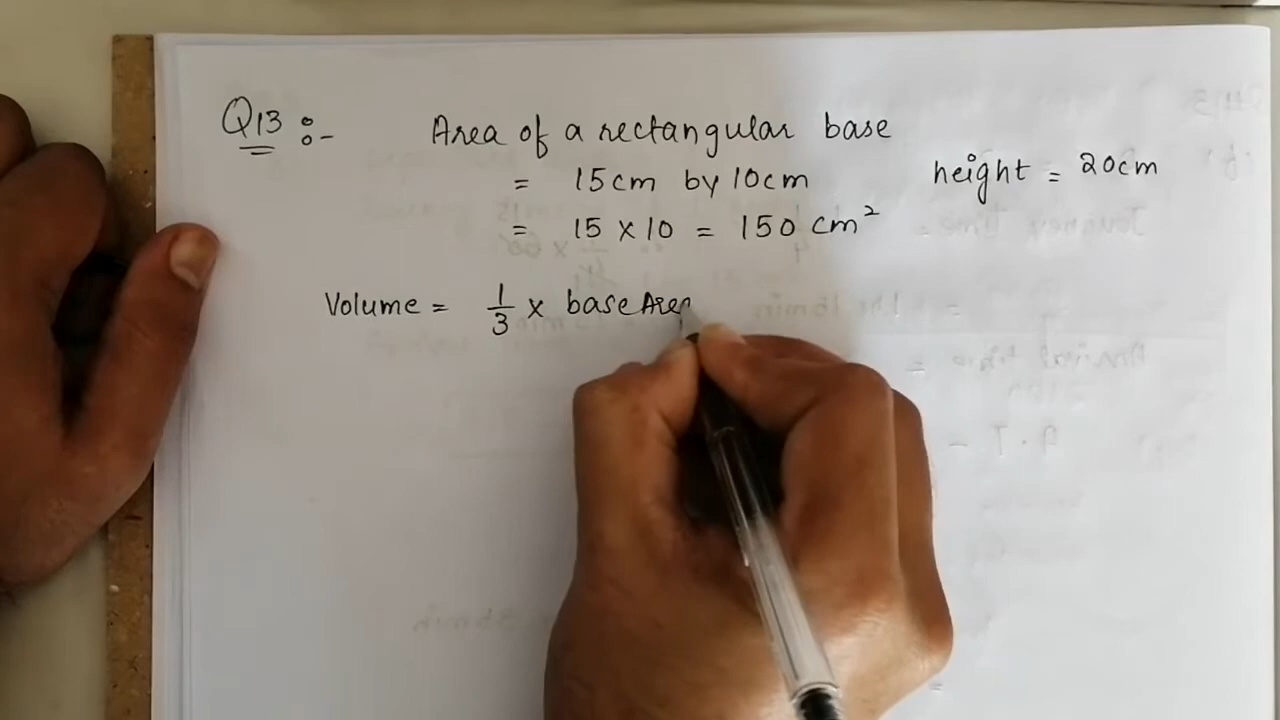 Q13 :- Area of a rectangular base
= 15cm by 10cm height = 20cm
= 15 × 10 = 150 cm²
Volume = 1/3 × base Area